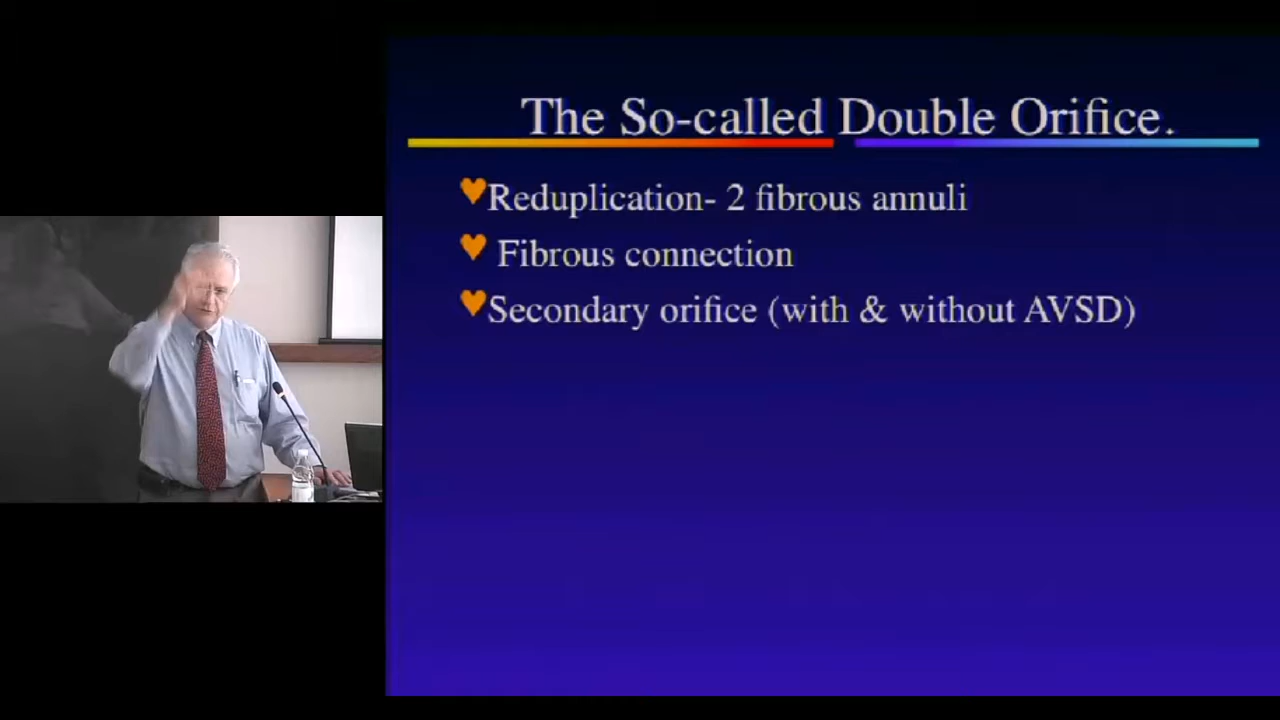 The So-called Double Orifice.
Reduplication- 2 fibrous annuli
Fibrous connection
Secondary orifice (with & without AVSD)